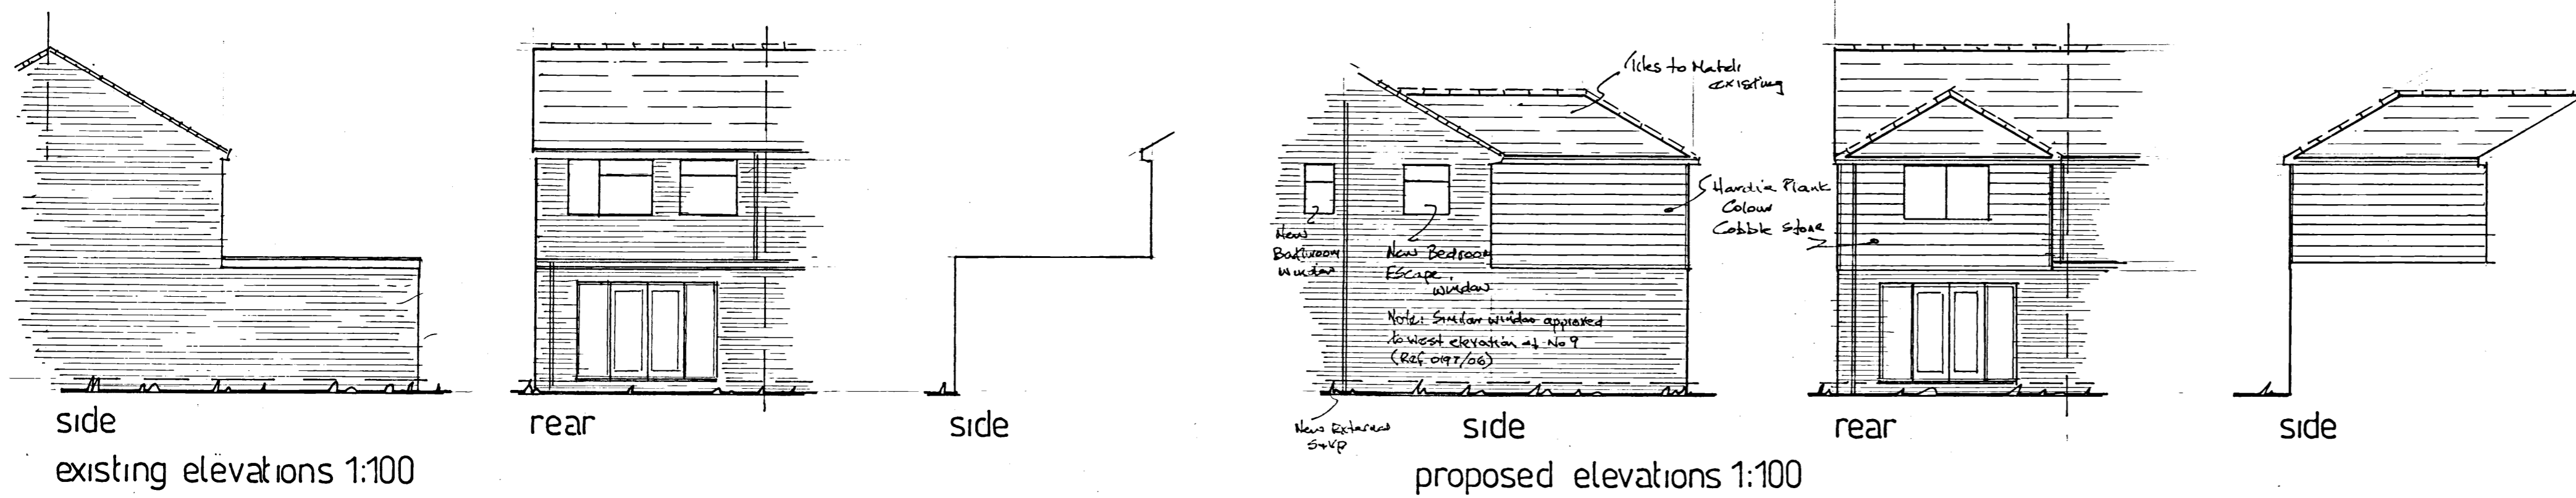 side
rear
side
existing elevations 1:100
Tiles to Match
existing
Hardie Plank
Colour
Cobble Stone
New
Bathroom
window
New Bedroom
Escape
window
Note: Similar window approved
to west elevation of No 9
(Ref 0197/06)
New External
SVP
side
rear
side
proposed elevations 1:100